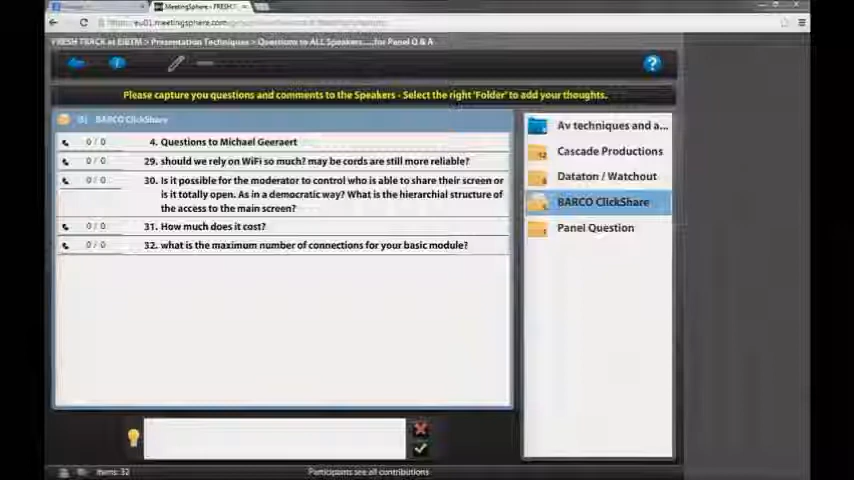 MeetingSphere - FRESH T
eu01.meetingsphere.com
FRESH TRACK at EIBTM > Presentation Techniques > Questions to ALL Speakers.....for Panel Q & A
Please capture you questions and comments to the Speakers - Select the right 'Folder' to add your thoughts.
(5) BARCO ClickShare
0 / 0 4. Questions to Michael Geeraert
0 / 0 29. should we rely on WiFi so much? may be cords are still more reliable?
0 / 0 30. Is it possible for the moderator to control who is able to share their screen or
is it totally open. As in a democratic way? What is the hierarchial structure of
the access to the main screen?
0 / 0 31. How much does it cost?
0 / 0 32. what is the maximum number of connections for your basic module?
Av techniques and a...
Cascade Productions
Dataton / Watchout
BARCO ClickShare
Panel Question
Items: 32
Participants see all contributions